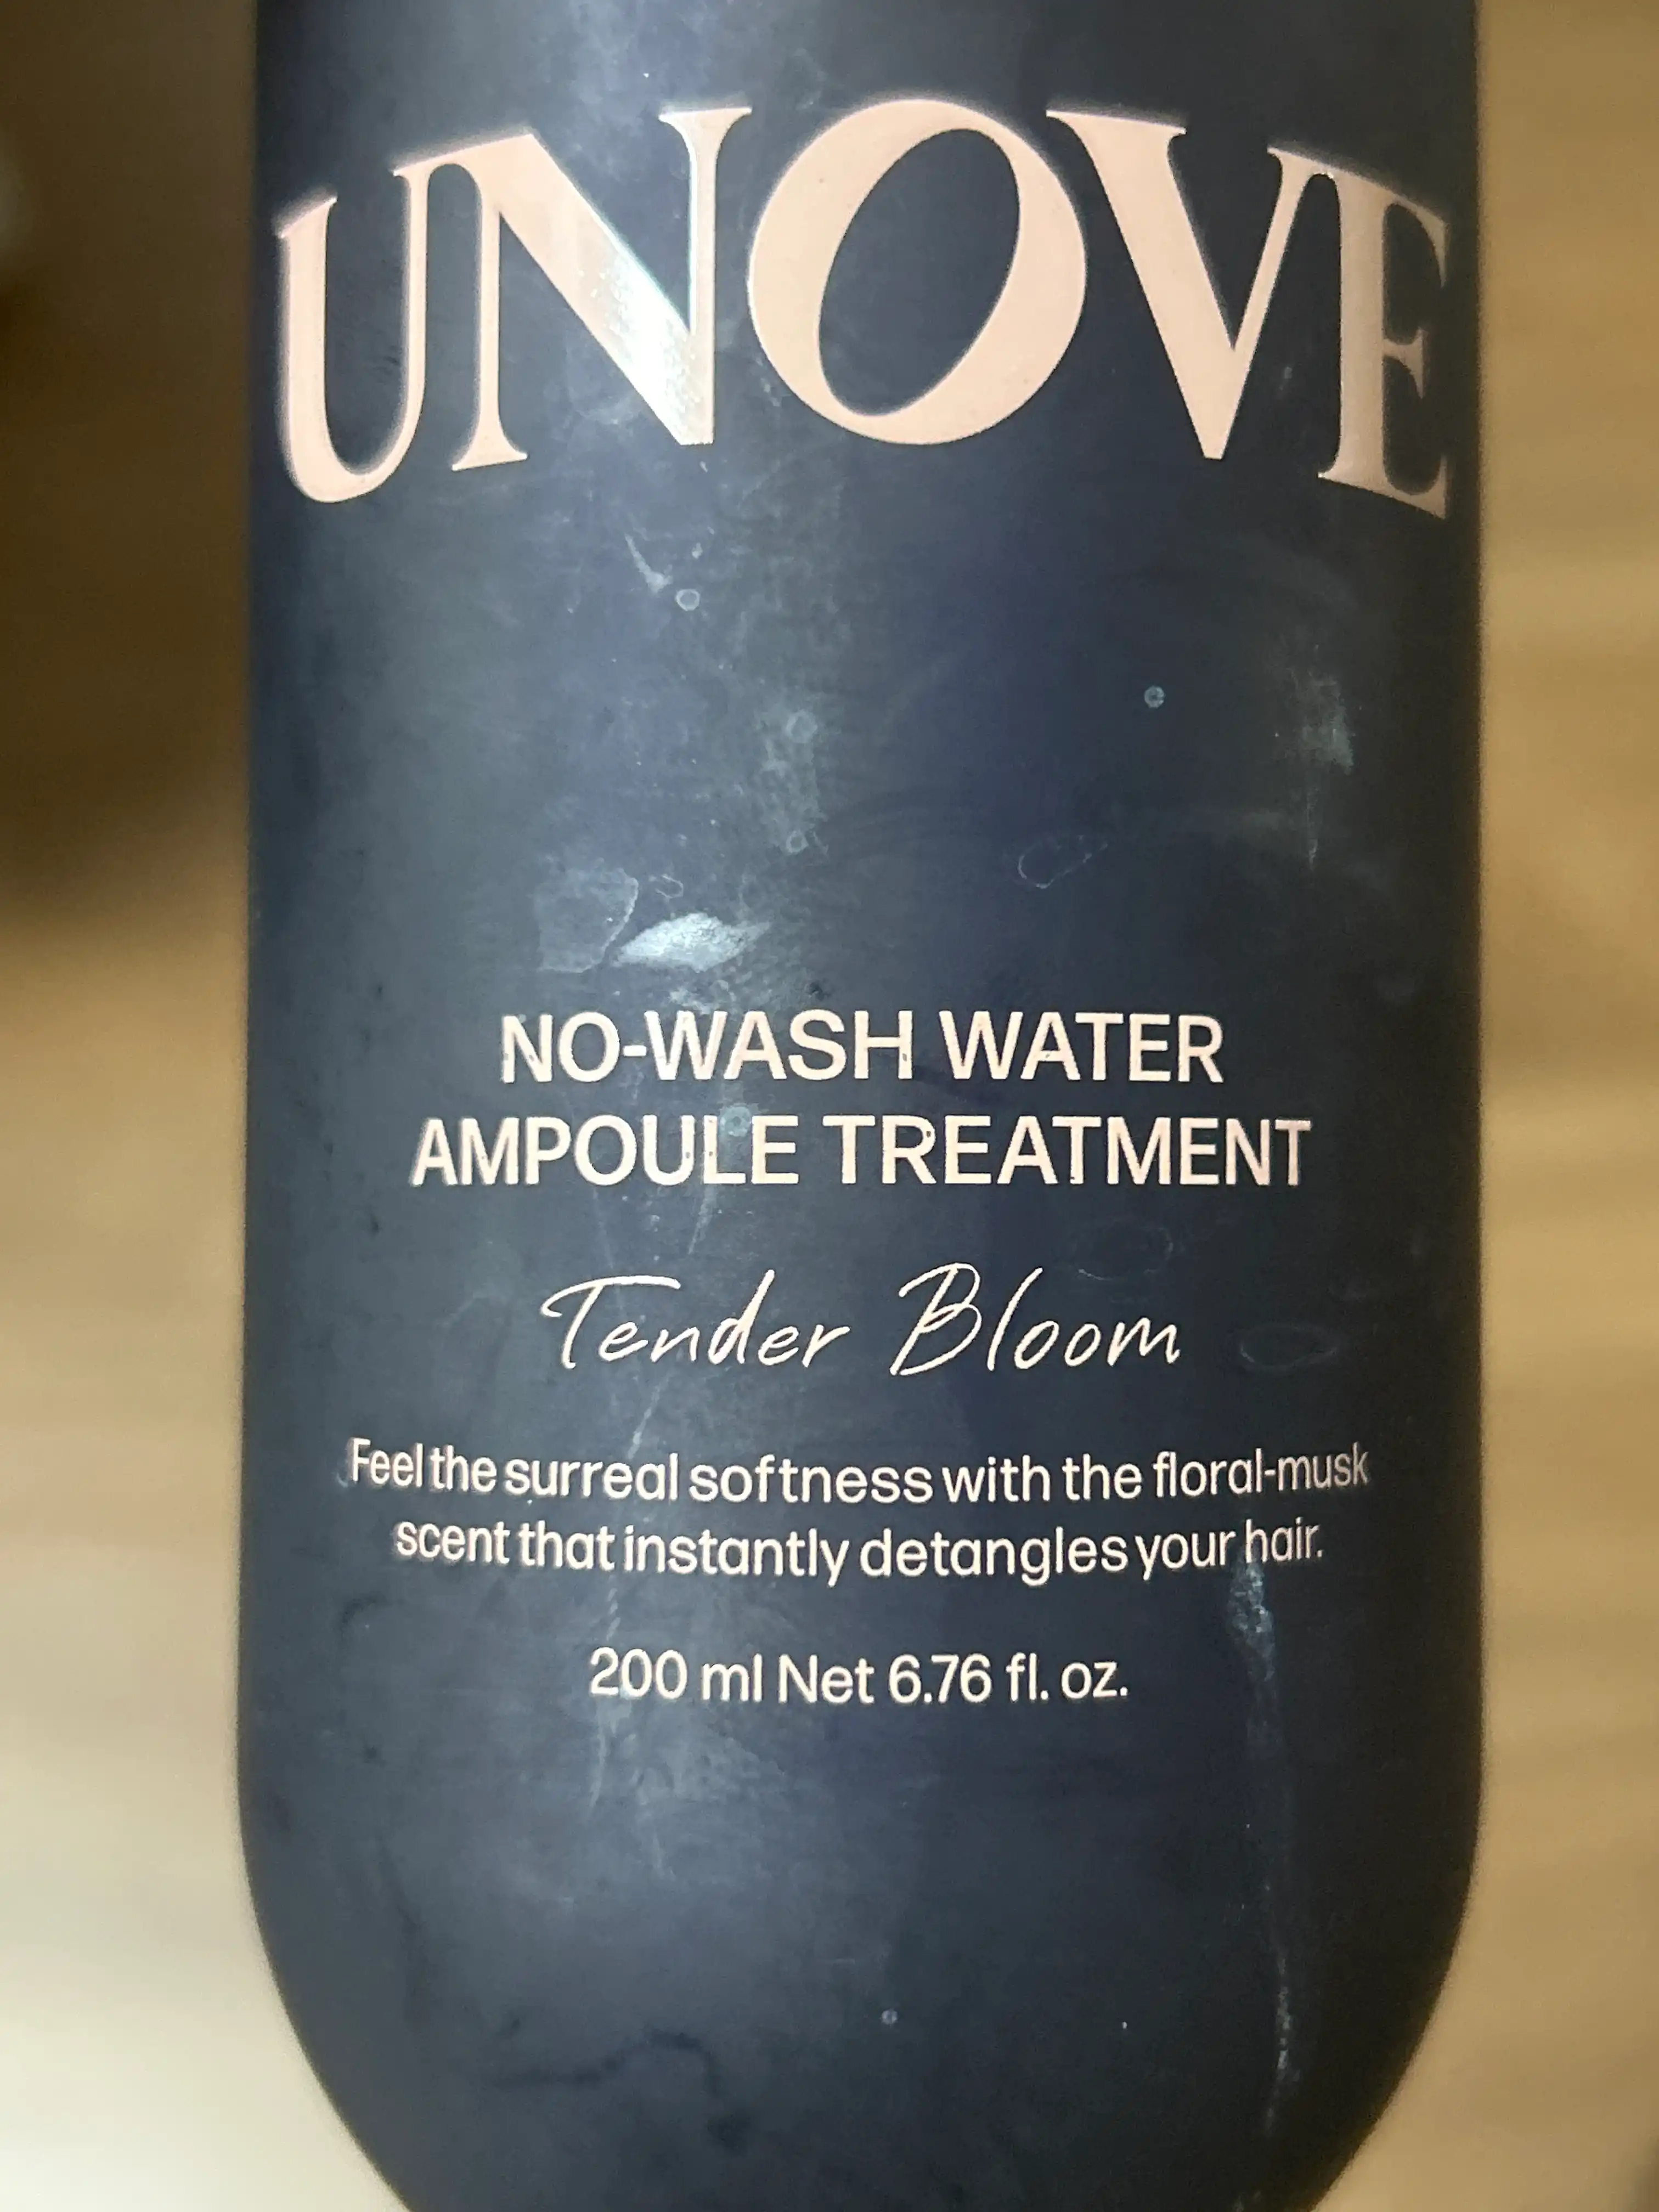 UNOVE
NO-WASH WATER
AMPOULE TREATMENT
Tender Bloom
Feel the surreal softness with the floral-musk
scent that instantly detangles your hair.
200 ml Net 6.76 fl. oz.